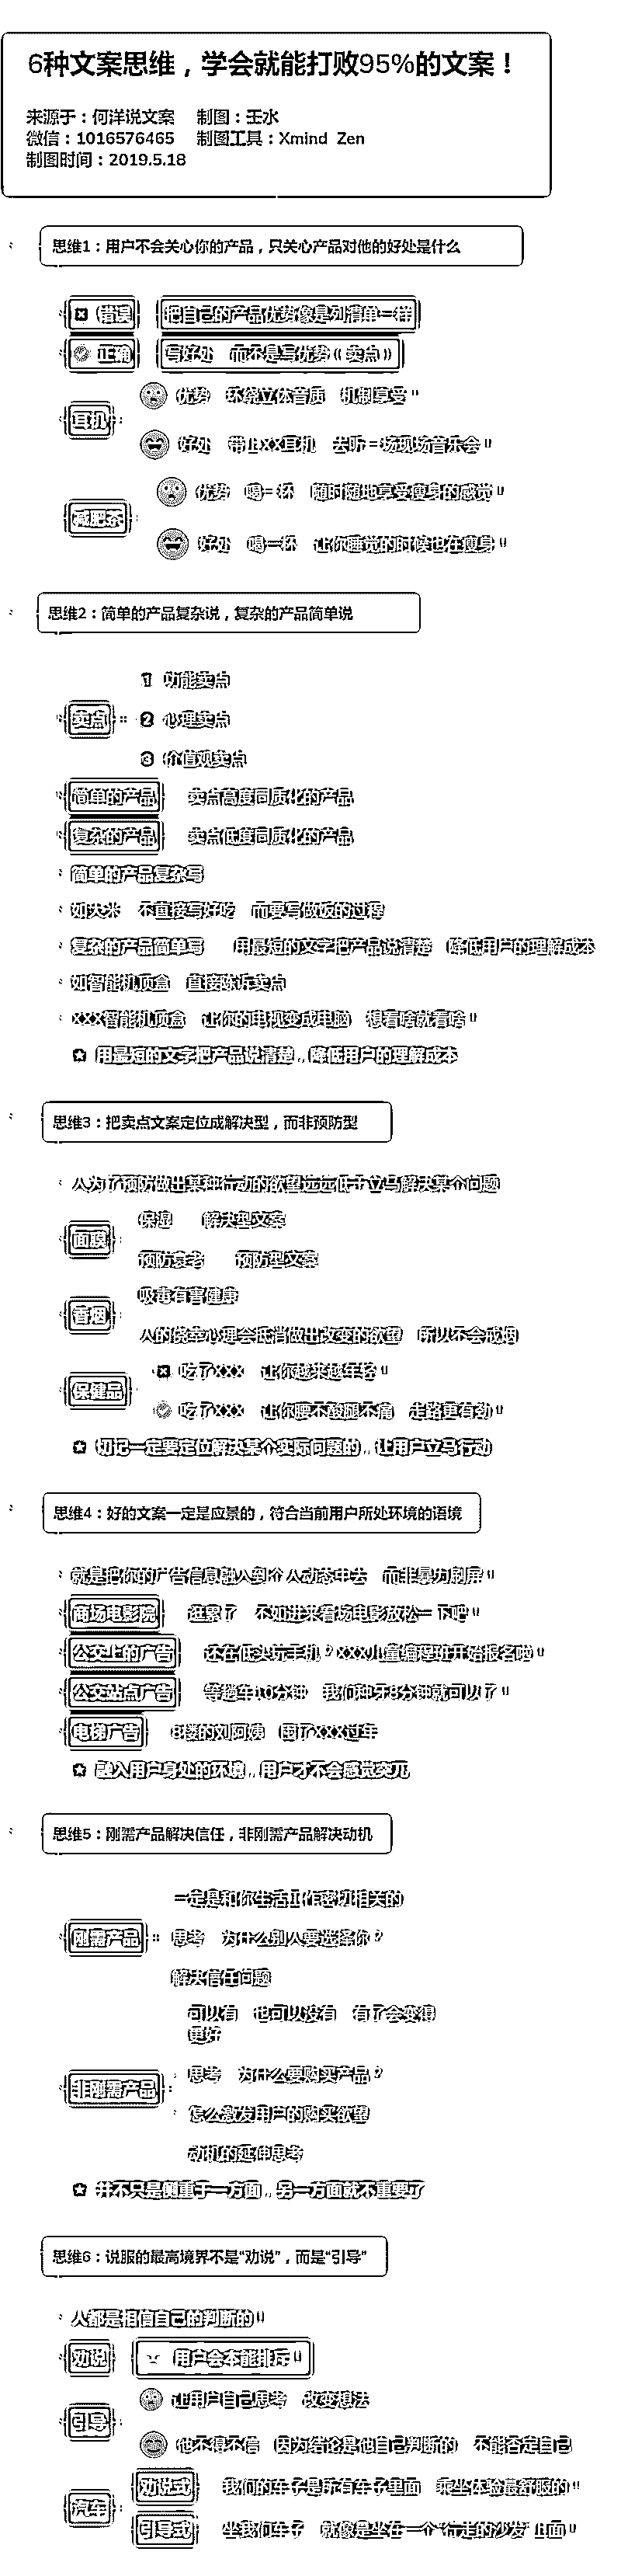 6种文案思维，学会就能打败95%的文案！
来源于：何洋说文案 制图：壬水
微信：1016576465 制图工具：Xmind Zen
制图时间：2019.5.18
思维1：用户不会关心你的产品，只关心产品对他的好处是什么
错误 把自己的产品优势像是列清单一样
正确 写好处 而不是写优势（卖点）
优势 环绕立体音质 机制享受
耳机
好处 带上XX耳机 去听一场现场音乐会
优势 喝一杯 随时随地享受瘦身的感觉
减肥茶
好处 喝一杯 让你睡觉的时候也在瘦身
思维2：简单的产品复杂说，复杂的产品简单说
1 功能卖点
卖点 2 心理卖点
3 价值观卖点
简单的产品 卖点高度同质化的产品
复杂的产品 卖点低度同质化的产品
简单的产品复杂写
如大米 不直接写好吃 而要写做饭的过程
复杂的产品简单写 用最短的文字把产品说清楚 降低用户的理解成本
如智能机顶盒 直接告诉卖点
XXX智能机顶盒 让你的电视变成电脑 想看啥就看啥！
用最短的文字把产品说清楚，降低用户的理解成本
思维3：把卖点文案定位成解决型，而非预防型
人为了预防做出某种行动的欲望远远低于立马解决某个问题
保湿 解决型文案
面膜
预防衰老 预防型文案
吸毒有害健康
香烟
人的侥幸心理会抵消做出改变的欲望 所以不会戒烟
吃了XXX 让你越来越年轻！
保健品
吃了XXX 让你腰不酸腿不痛 走路更有劲！
切记一定要定位解决某个实际问题的，让用户立马行动
思维4：好的文案一定是应景的，符合当前用户所处环境的语境
就是把你的广告信息融入到个人动态中去 而非暴力刷屏！
商场电影院 逛累了 不如进来看场电影放松一下吧！
公交上的广告 还在低头玩手机？XXX儿童编程班开始报名啦！
公交站点广告 等趟车10分钟 我们种牙8分钟就可以了！
电梯广告 8楼的刘阿姨 囤了XXX过年
融入用户身处的环境，用户才不会感觉突兀
思维5：刚需产品解决信任，非刚需产品解决动机
一定是和你生活工作密切相关的
刚需产品 思考 为什么别人要选择你？
解决信任问题
可以有 也可以没有 有了会变得
更好
思考 为什么要购买产品？
非刚需产品
怎么激发用户的购买欲望
动机的延伸思考
并不只是侧重于一方面，另一方面就不重要了
思维6：说服的最高境界不是“劝说”，而是“引导”
人都是相信自己的判断的！
劝说 用户会本能排斥！
让用户自己思考 改变想法
引导
他不得不信 因为结论是他自己判断的 不能否定自己
劝说式 我们的车子是所有车子里面 乘坐体验最舒服的！
汽车
引导式 坐我们车子 就像是坐在一个“行走的沙发”上面！